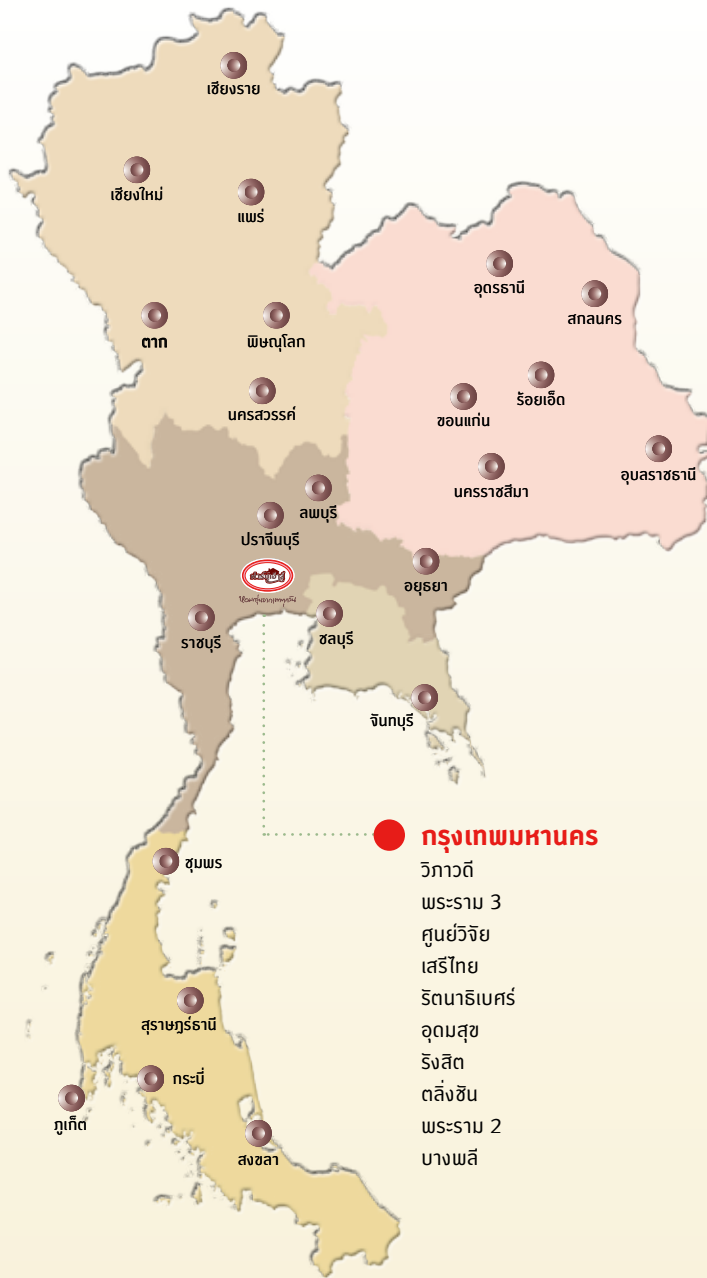 เชียงราย
เชียงใหม่
แพร่
อุดรธานี
สกลนคร
ตาก
พิษณุโลก
ร้อยเอ็ด
นครสวรรค์
ขอนแก่น
อุบลราชธานี
นครราชสีมา
ลพบุรี
ปราจีนบุรี
อยุธยา
ราชบุรี
ชลบุรี
จันทบุรี
กรุงเทพมหานคร
วิภาวดี
พระราม 3
ศูนย์วิจัย
เสรีไทย
รัตนาธิเบศร์
อุดมสุข
รังสิต
ตลิ่งชัน
พระราม 2
บางพลี
ชุมพร
สุราษฎร์ธานี
กระบี่
ภูเก็ต
สงขลา